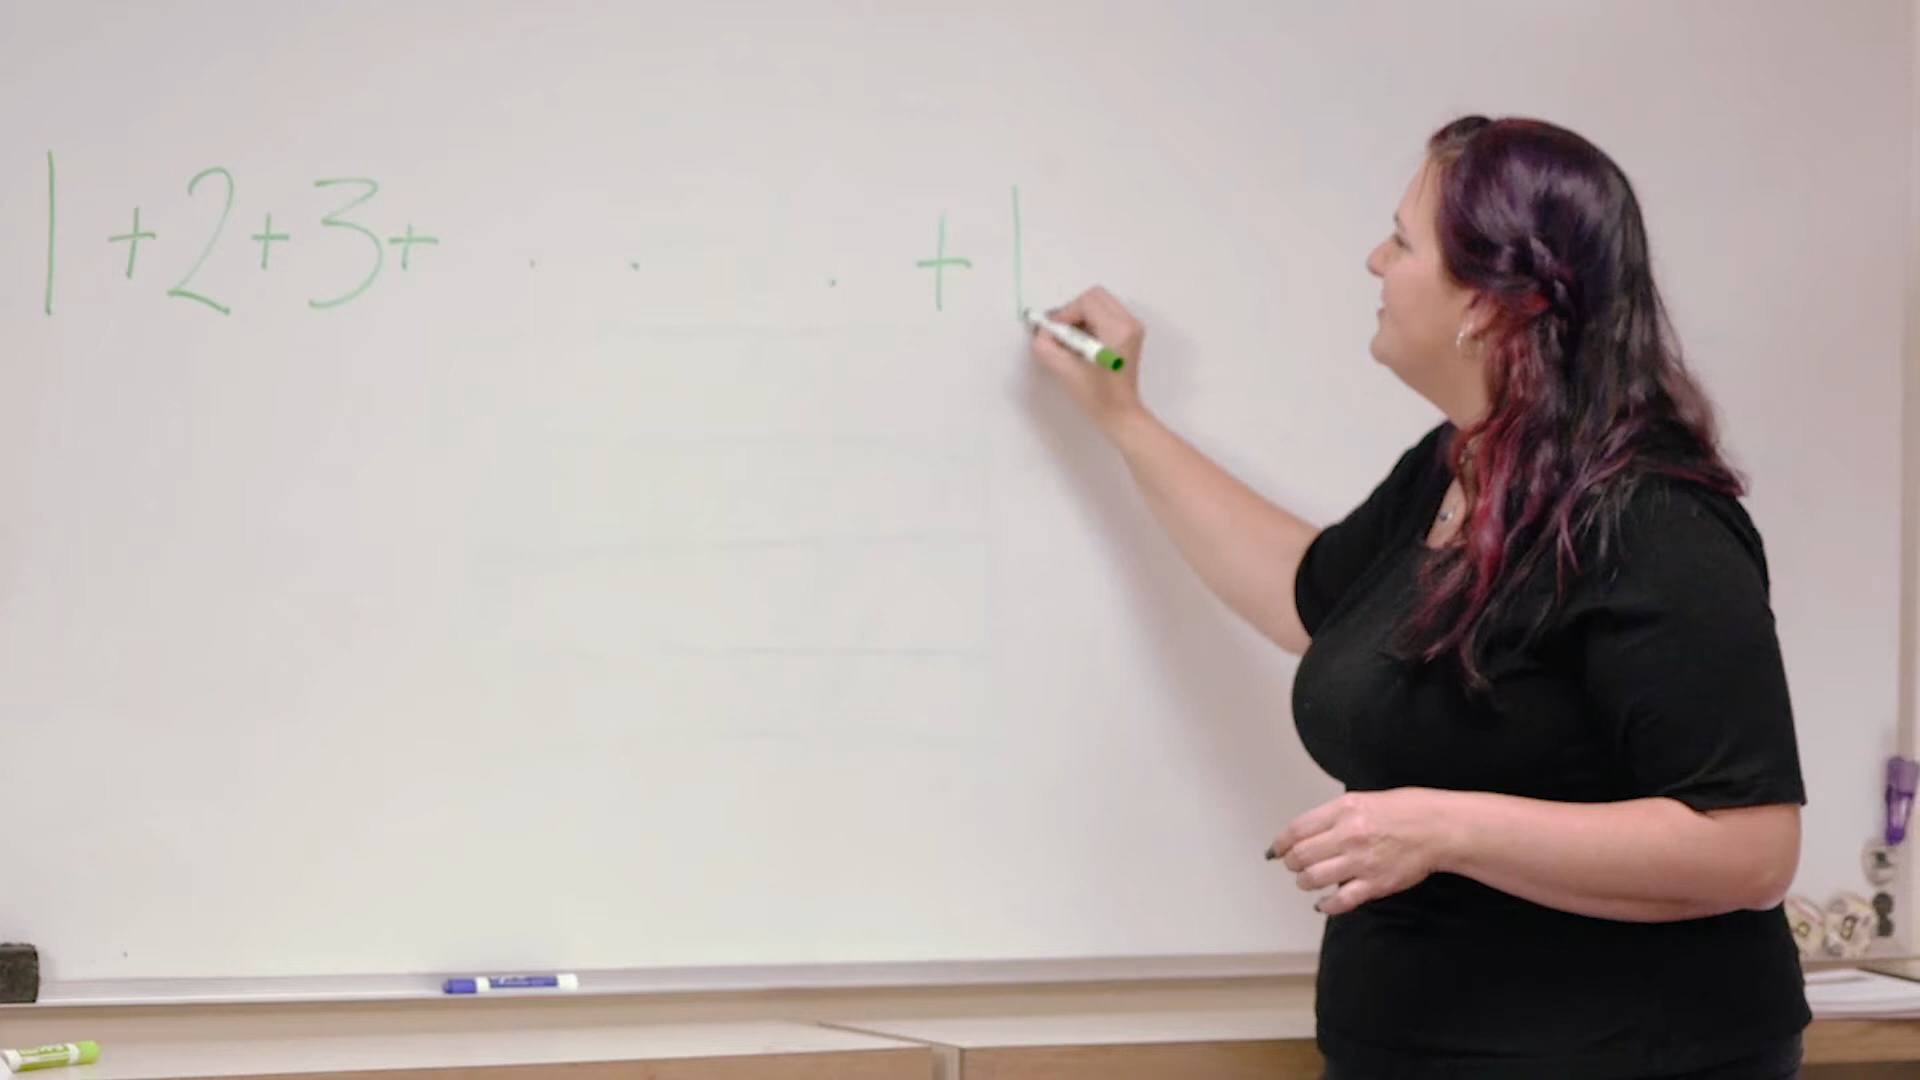 1+2+3+ . . . +1